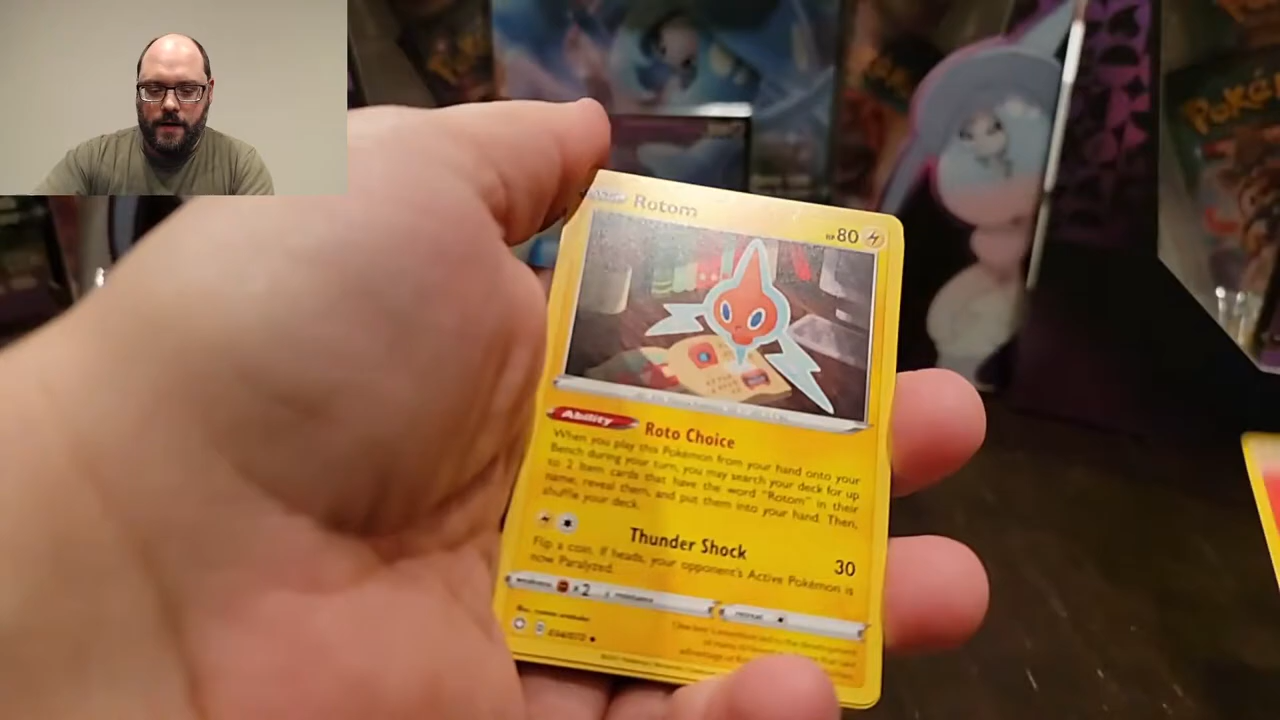 Rotom
HP 80
Ability
Roto Choice
When you play this Pokémon from your hand onto your
Bench during your turn, you may search your deck for up
to 2 Item cards that have the word "Rotom" in their
name, reveal them, and put them into your hand. Then,
shuffle your deck.
Thunder Shock
30
Flip a coin. If heads, your opponent's Active Pokémon is
now Paralyzed.
weakness
×2
resistance
retreat